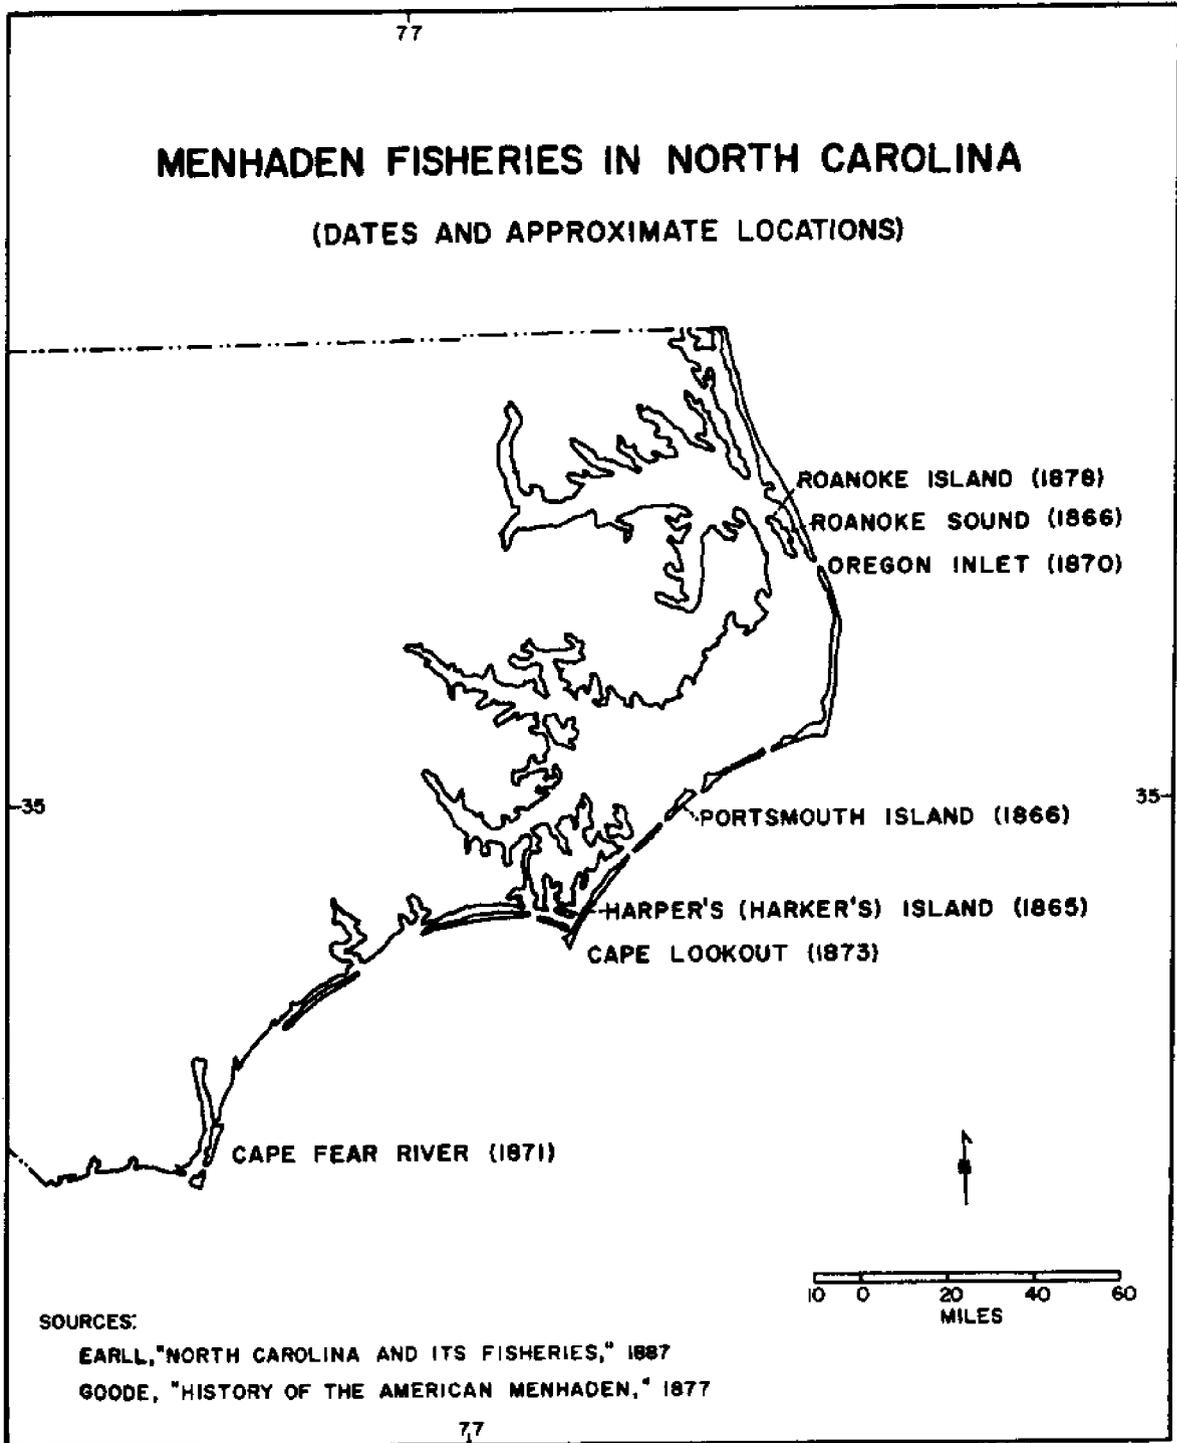 77
MENHADEN FISHERIES IN NORTH CAROLINA
(DATES AND APPROXIMATE LOCATIONS)
ROANOKE ISLAND (1878)
ROANOKE SOUND (1866)
OREGON INLET (1870)
35
35
PORTSMOUTH ISLAND (1866)
HARPER'S (HARKER'S) ISLAND (1865)
CAPE LOOKOUT (1873)
CAPE FEAR RIVER (1871)
10 0 20 40 60
MILES
SOURCES:
EARLL,"NORTH CAROLINA AND ITS FISHERIES," 1887
GOODE, "HISTORY OF THE AMERICAN MENHADEN," 1877
77